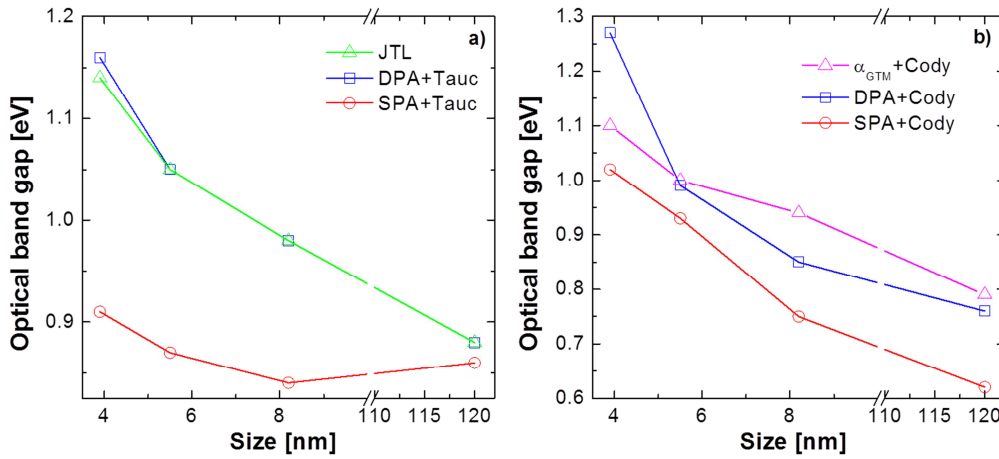 a)
JTL
DPA+Tauc
SPA+Tauc
Optical band gap [eV]
1.2
1.1
1.0
0.9
4 6 8 110 115 120
Size [nm]
b)
αGTM+Cody
DPA+Cody
SPA+Cody
Optical band gap [eV]
1.3
1.2
1.1
1.0
0.9
0.8
0.7
0.6
4 6 8 110 115 120
Size [nm]